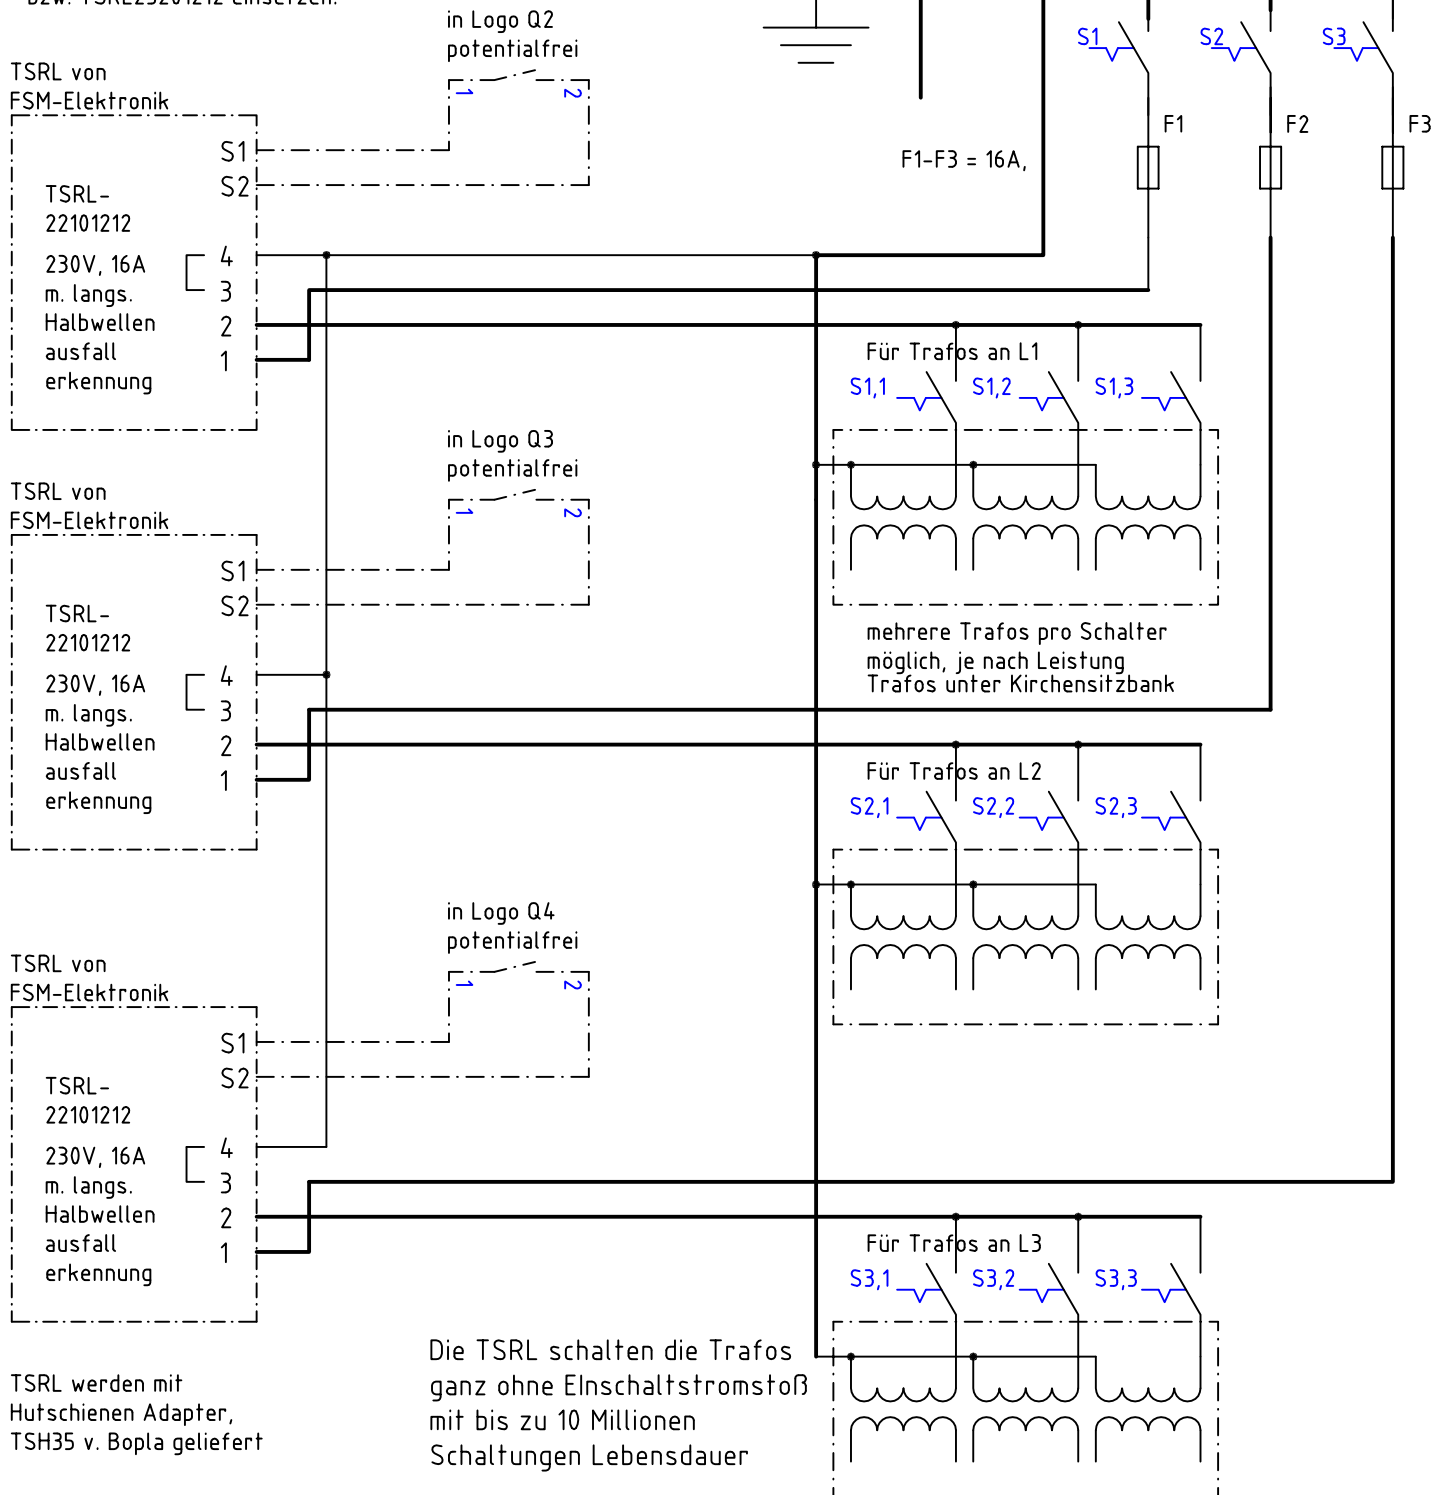 bzw. TSRL23201212 einsetzen.
in Logo Q2
potentialfrei
1
2
TSRL von
FSM-Elektronik
S1
S2
TSRL-
22101212
230V, 16A
m. langs.
Halbwellen
ausfall
erkennung
4
3
2
1
S1
S2
S3
F1
F2
F3
F1-F3 = 16A,
Für Trafos an L1
S1,1
S1,2
S1,3
mehrere Trafos pro Schalter
möglich, je nach Leistung
Trafos unter Kirchensitzbank
in Logo Q3
potentialfrei
1
2
TSRL von
FSM-Elektronik
S1
S2
TSRL-
22101212
230V, 16A
m. langs.
Halbwellen
ausfall
erkennung
4
3
2
1
Für Trafos an L2
S2,1
S2,2
S2,3
in Logo Q4
potentialfrei
1
2
TSRL von
FSM-Elektronik
S1
S2
TSRL-
22101212
230V, 16A
m. langs.
Halbwellen
ausfall
erkennung
4
3
2
1
Für Trafos an L3
S3,1
S3,2
S3,3
TSRL werden mit
Hutschienen Adapter,
TSH35 v. Bopla geliefert
Die TSRL schalten die Trafos
ganz ohne EInschaltstromstoß
mit bis zu 10 Millionen
Schaltungen Lebensdauer